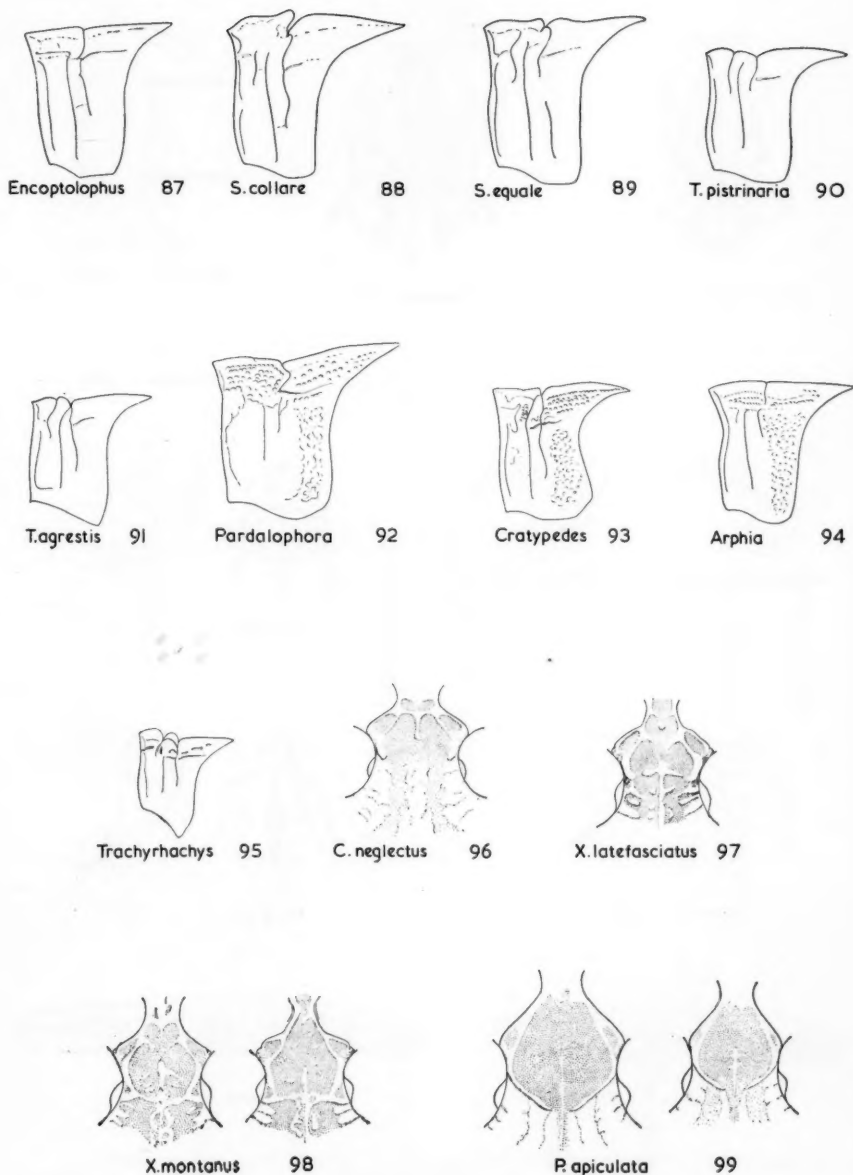 Encoptolophus 87
S. collare 88
S. equale 89
T. pistrinaria 90
T. agrestis 91
Pardalophora 92
Cratypedes 93
Arphia 94
Trachyrhachys 95
C. neglectus 96
X. latefasciatus 97
X. montanus 98
P. apiculata 99